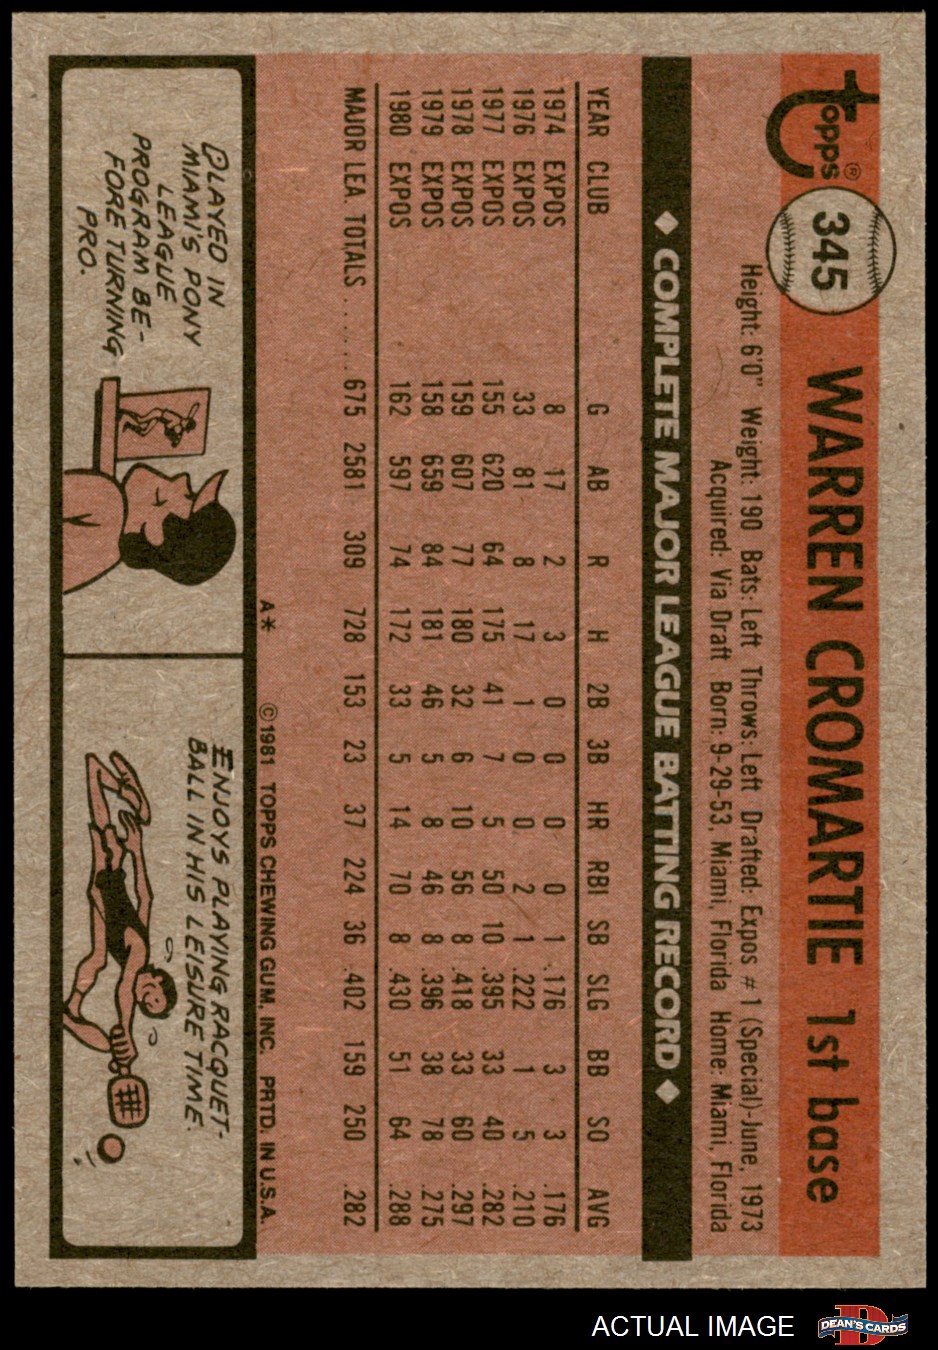 topps®
345
WARREN CROMARTIE 1st base
Height: 6'0" Weight: 190 Bats: Left Throws: Left Drafted: Expos #1 (Special)-June, 1973
Acquired: Via Draft Born: 9-29-53, Miami, Florida Home: Miami, Florida
◆ COMPLETE MAJOR LEAGUE BATTING RECORD ◆
YEAR CLUB G AB R H 2B 3B HR RBI SB SLG BB SO AVG
1974 EXPOS 8 17 2 3 0 0 0 0 1 .176 3 3 .176
1976 EXPOS 33 81 8 17 1 0 0 2 1 .222 1 5 .210
1977 EXPOS 155 620 64 175 41 7 5 50 10 .395 33 40 .282
1978 EXPOS 159 607 77 180 32 6 10 56 8 .418 33 60 .297
1979 EXPOS 158 659 84 181 46 5 8 46 8 .396 38 78 .275
1980 EXPOS 162 597 74 172 33 5 14 70 8 .430 51 64 .288
MAJOR LEA. TOTALS ...... 675 2581 309 728 153 23 37 224 36 .402 159 250 .282
A* ©1981 TOPPS CHEWING GUM, INC. PRTD. IN U.S.A.
PLAYED IN
MIAMI'S PONY
LEAGUE
PROGRAM BE-
FORE TURNING
PRO.
ENJOYS PLAYING RACQUET-
BALL IN HIS LEISURE TIME.
ACTUAL IMAGE
DEAN'S CARDS